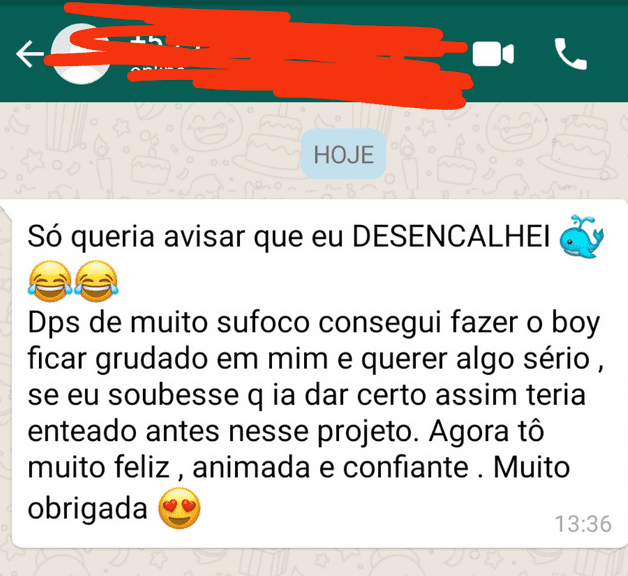 HOJE
Só queria avisar que eu DESENCALHEI 🐳
😂😂
Dps de muito sufoco consegui fazer o boy
ficar grudado em mim e querer algo sério ,
se eu soubesse q ia dar certo assim teria
enteado antes nesse projeto. Agora tô
muito feliz , animada e confiante . Muito
obrigada 😍
13:36